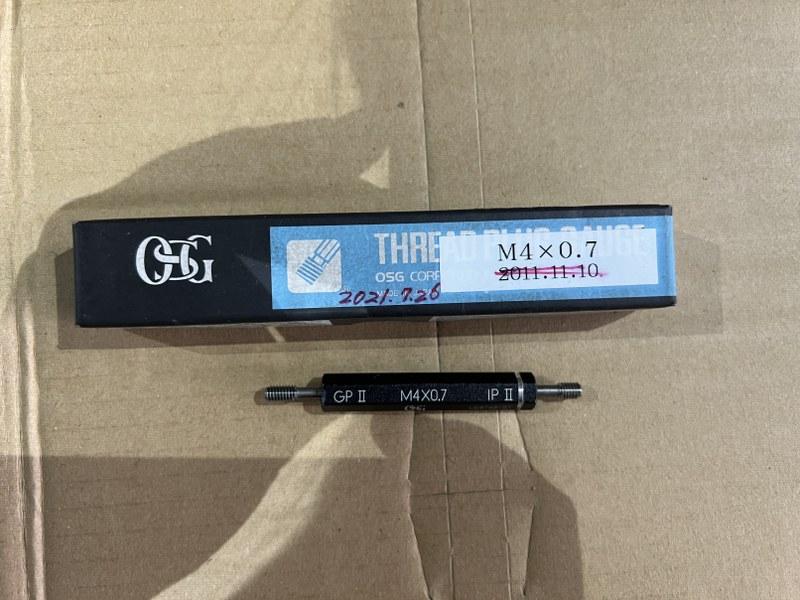 OSG
THREAD PLUG GAUGE
M4×0.7
OSG CORP
2011.11.10.
2021.7.26
GP II M4X0.7 IP II
OSG